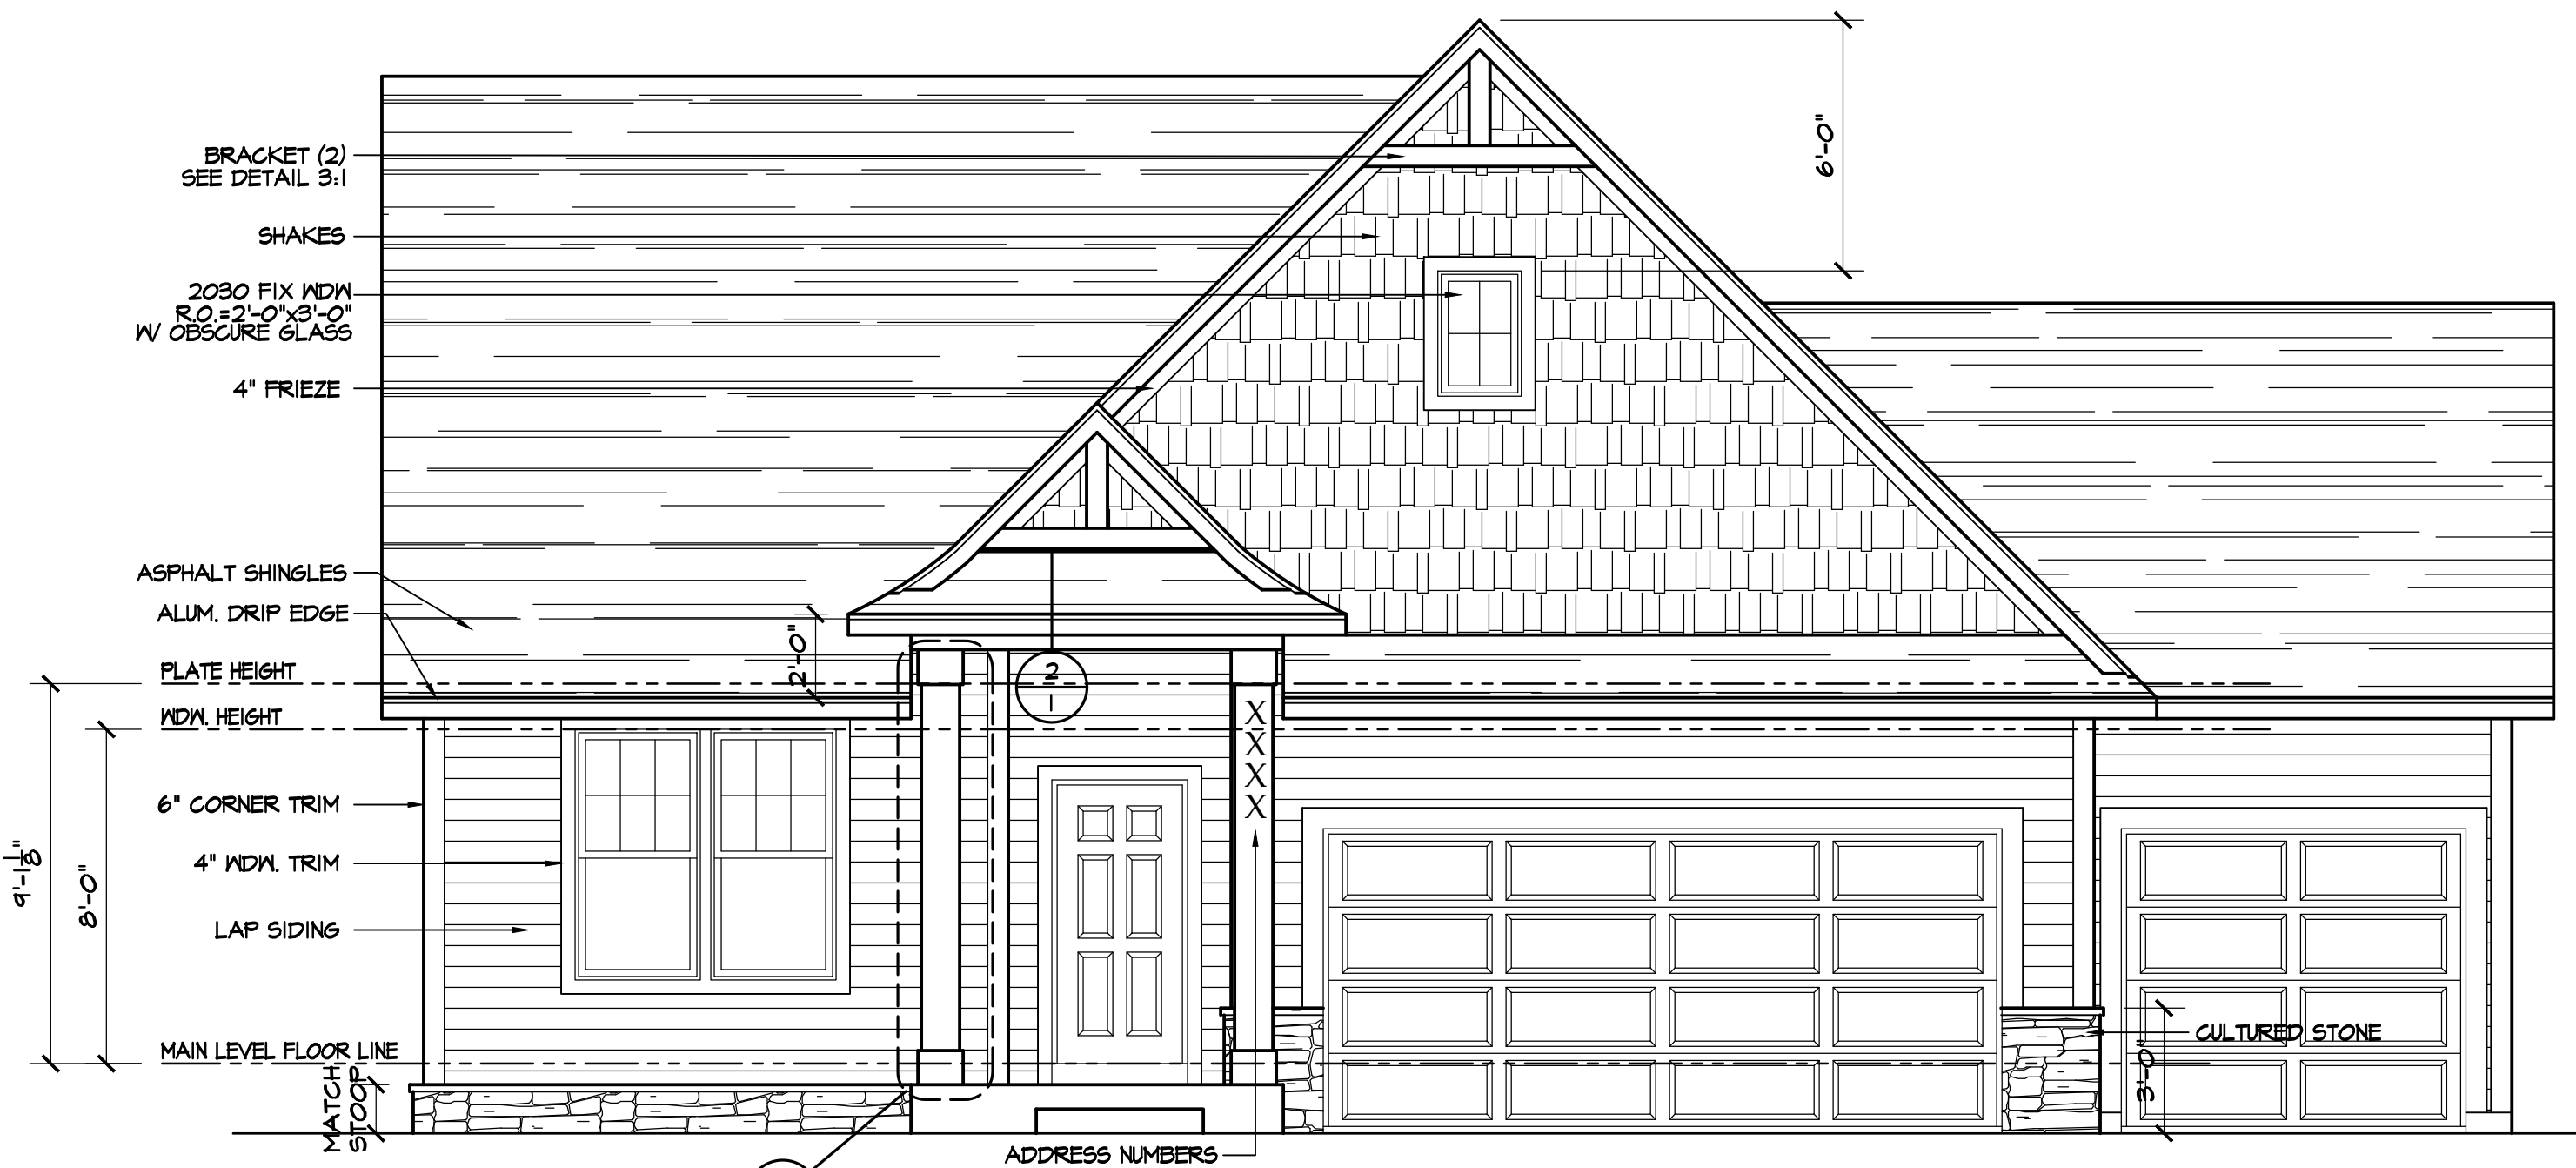 6'-0"
BRACKET (2)
SEE DETAIL 3:1
SHAKES
2030 FIX WDW
R.O.=2'-0"x3'-0"
W/ OBSCURE GLASS
4" FRIEZE
ASPHALT SHINGLES
ALUM. DRIP EDGE
2'-0"
PLATE HEIGHT
2
1
WDW. HEIGHT
X
X
X
X
6" CORNER TRIM
9'-1 1/8"
8'-0"
4" WDW. TRIM
LAP SIDING
CULTURED STONE
MAIN LEVEL FLOOR LINE
3'-0"
MATCH
STOOP
ADDRESS NUMBERS